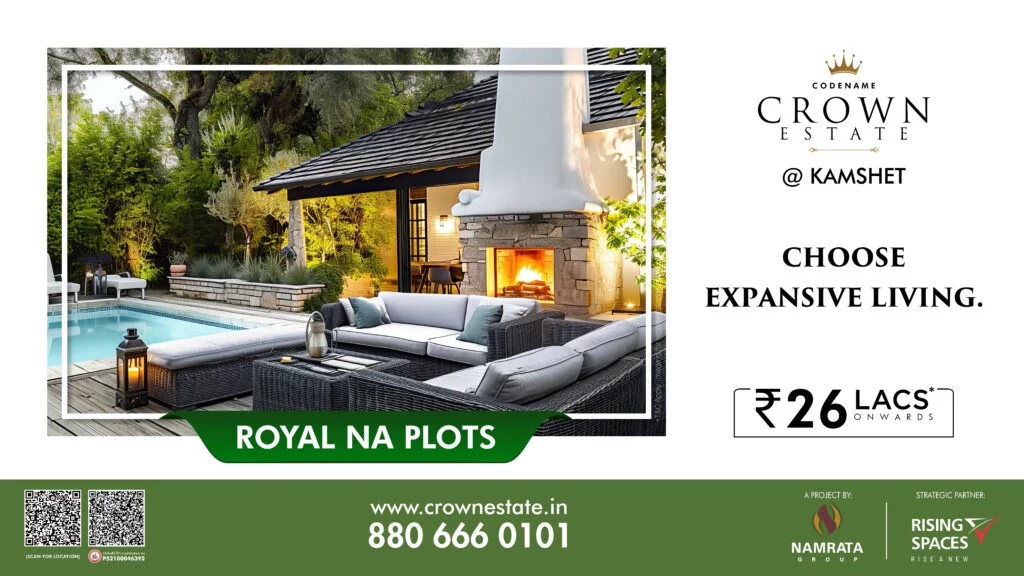 CODENAME
CROWN
ESTATE
@ KAMSHET
CHOOSE
EXPANSIVE LIVING.
₹26 LACS*
ONWARDS
ROYAL NA PLOTS
(SCAN FOR LOCATION)
P52100046392
www.crownestate.in
880 666 0101
A PROJECT BY:
NAMRATA
GROUP
STRATEGIC PARTNER:
RISING
SPACES
RISE ANEW